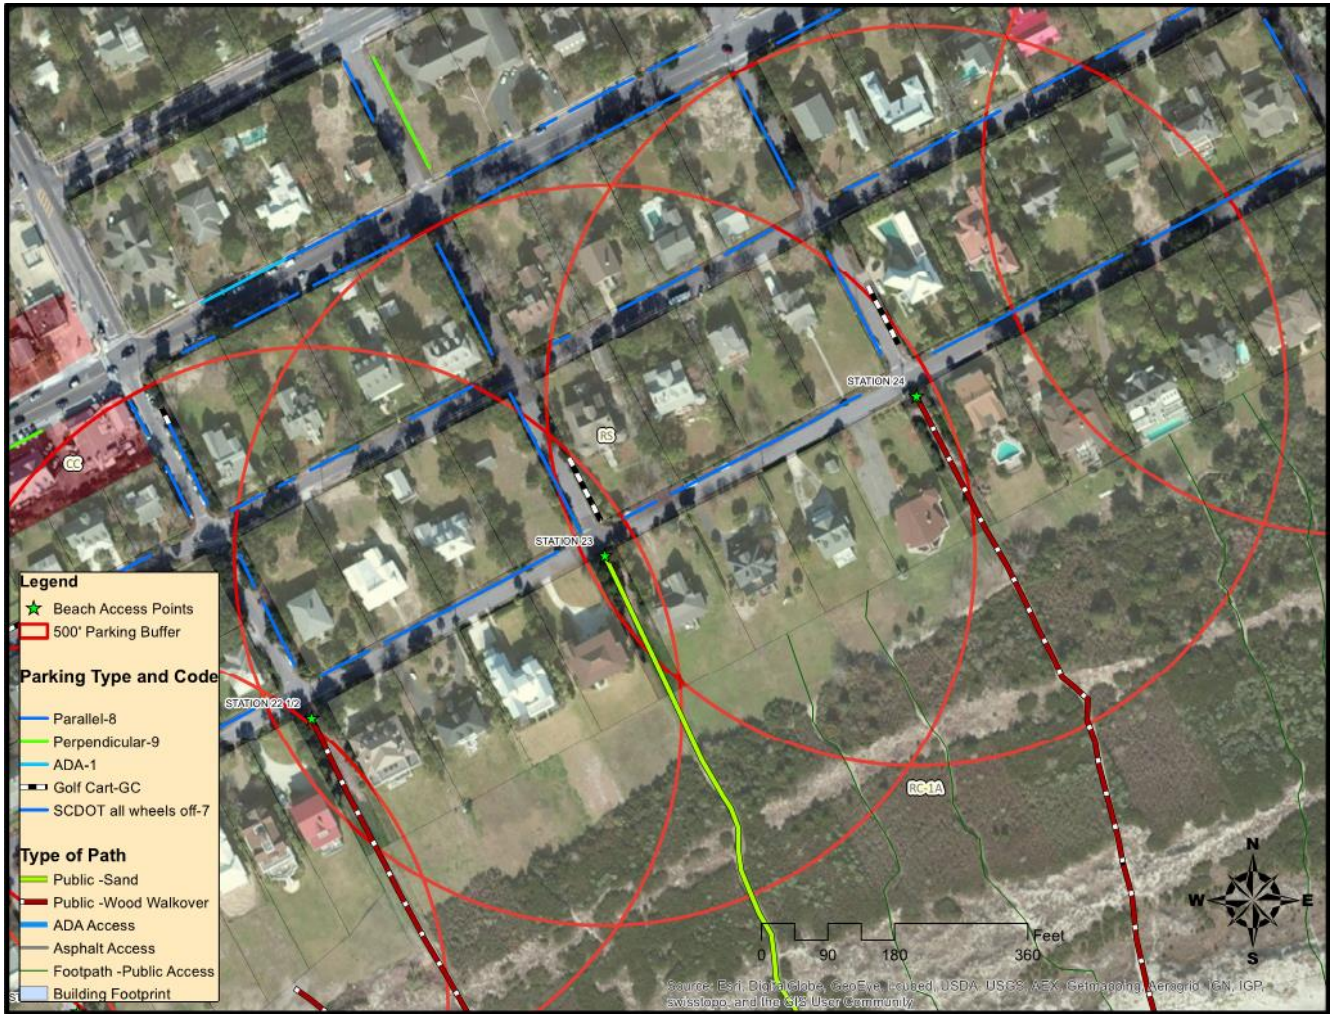 STATION 24
RS
CC
STATION 23
STATION 22 1/2
RC-1A
Legend
Beach Access Points
500' Parking Buffer
Parking Type and Code
Parallel-8
Perpendicular-9
ADA-1
Golf Cart-GC
SCDOT all wheels off-7
Type of Path
Public -Sand
Public -Wood Walkover
ADA Access
Asphalt Access
Footpath -Public Access
Building Footprint
N
W E
S
Feet
0 90 180 360
Source: Esri, DigitalGlobe, GeoEye, i-cubed, USDA, USGS, AEX, Getmapping, Aerogrid, IGN, IGP,
swisstopo, and the GIS User Community